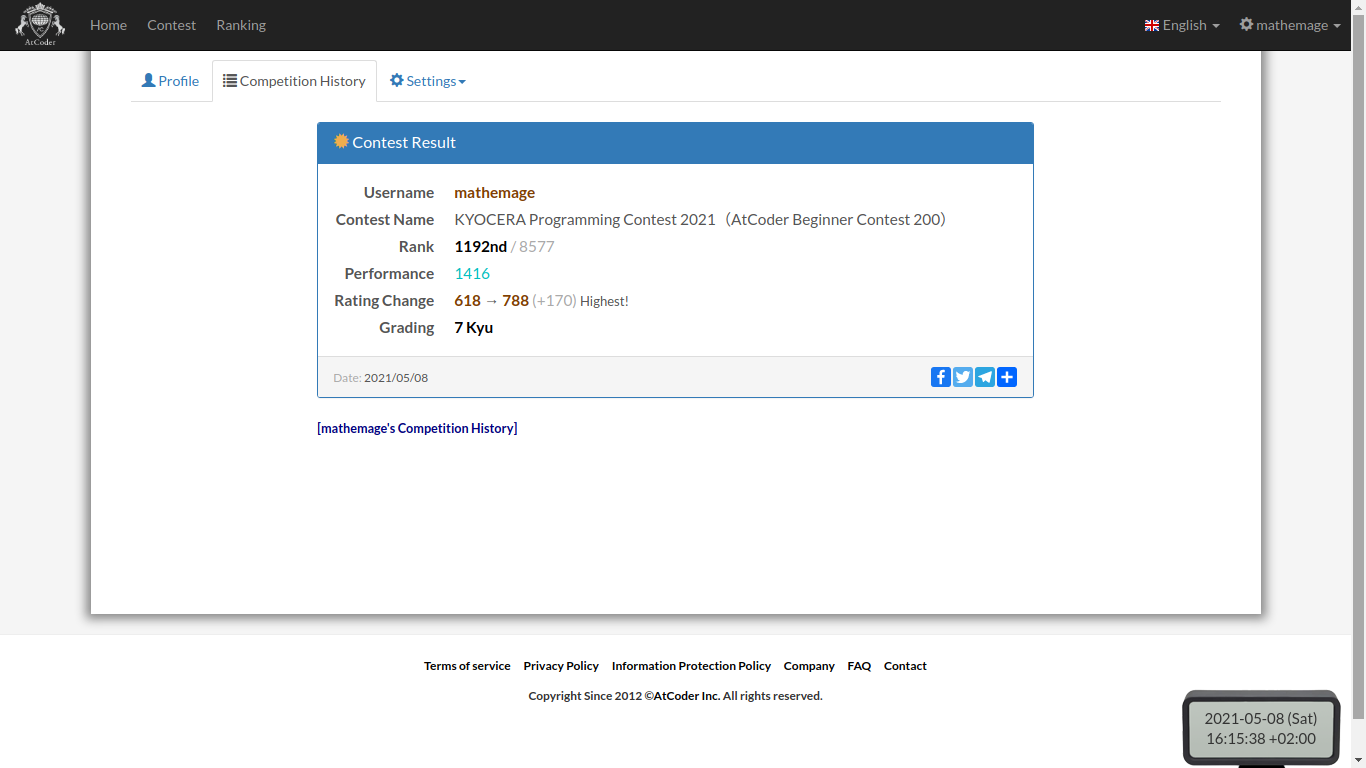 AtCoder
Home Contest Ranking English mathemage
Profile Competition History Settings
Contest Result
Username mathemage
Contest Name KYOCERA Programming Contest 2021（AtCoder Beginner Contest 200）
Rank 1192nd / 8577
Performance 1416
Rating Change 618 → 788 (+170) Highest!
Grading 7 Kyu
Date: 2021/05/08
[mathemage's Competition History]
Terms of service Privacy Policy Information Protection Policy Company FAQ Contact
Copyright Since 2012 ©AtCoder Inc. All rights reserved.
2021-05-08 (Sat)
16:15:38 +02:00